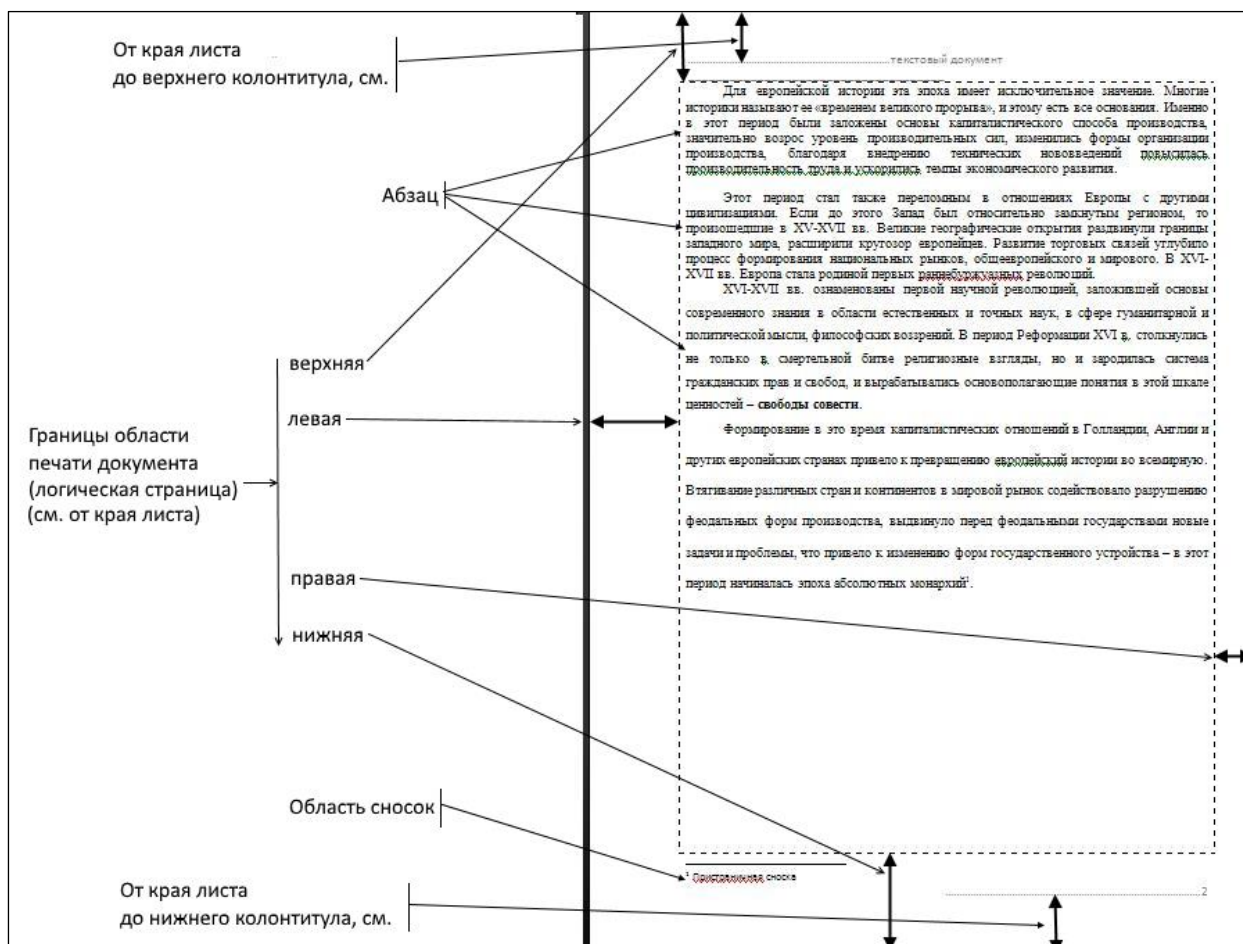 От края листа
до верхнего колонтитула, см.
текстовый документ
Для европейской истории эта эпоха имеет исключительное значение. Многие
историки называют ее «временем великого прорыва», и этому есть все основания. Именно
в этот период были заложены основы капиталистического способа производства,
значительно возрос уровень производительных сил, изменились формы организации
производства, благодаря внедрению технических нововведений повысилась
производительность труда и ускорились темпы экономического развития.
Абзац
Этот период стал также переломным в отношениях Европы с другими
цивилизациями. Если до этого Запад был относительно замкнутым регионом, то
произошедшие в XV-XVII вв. Великие географические открытия раздвинули границы
западного мира, расширили кругозор европейцев. Развитие торговых связей углубило
процесс формирования национальных рынков, общеевропейского и мирового. В XVI-
XVII вв. Европа стала родиной первых раннебуржуазных революций.
XVI-XVII вв. ознаменованы первой научной революцией, заложившей основы
современного знания в области естественных и точных наук, в сфере гуманитарной и
политической мысли, философских воззрений. В период Реформации XVI в. столкнулись
не только в смертельной битве религиозные взгляды, но и зародилась система
гражданских прав и свобод, и вырабатывались основополагающие понятия в этой шкале
ценностей – свободы совести.
Формирование в это время капиталистических отношений в Голландии, Англии и
других европейских странах привело к превращению европейский истории во всемирную.
Втягивание различных стран и континентов в мировой рынок содействовало разрушению
феодальных форм производства, выдвинуло перед феодальными государствами новые
задачи и проблемы, что привело к изменению форм государственного устройства – в этот
период начиналась эпоха абсолютных монархий¹.
Границы области
печати документа
(логическая страница)
(см. от края листа)
верхняя
левая
правая
нижняя
Область сносок
¹ Пристраничная сноска
От края листа
до нижнего колонтитула, см.
2